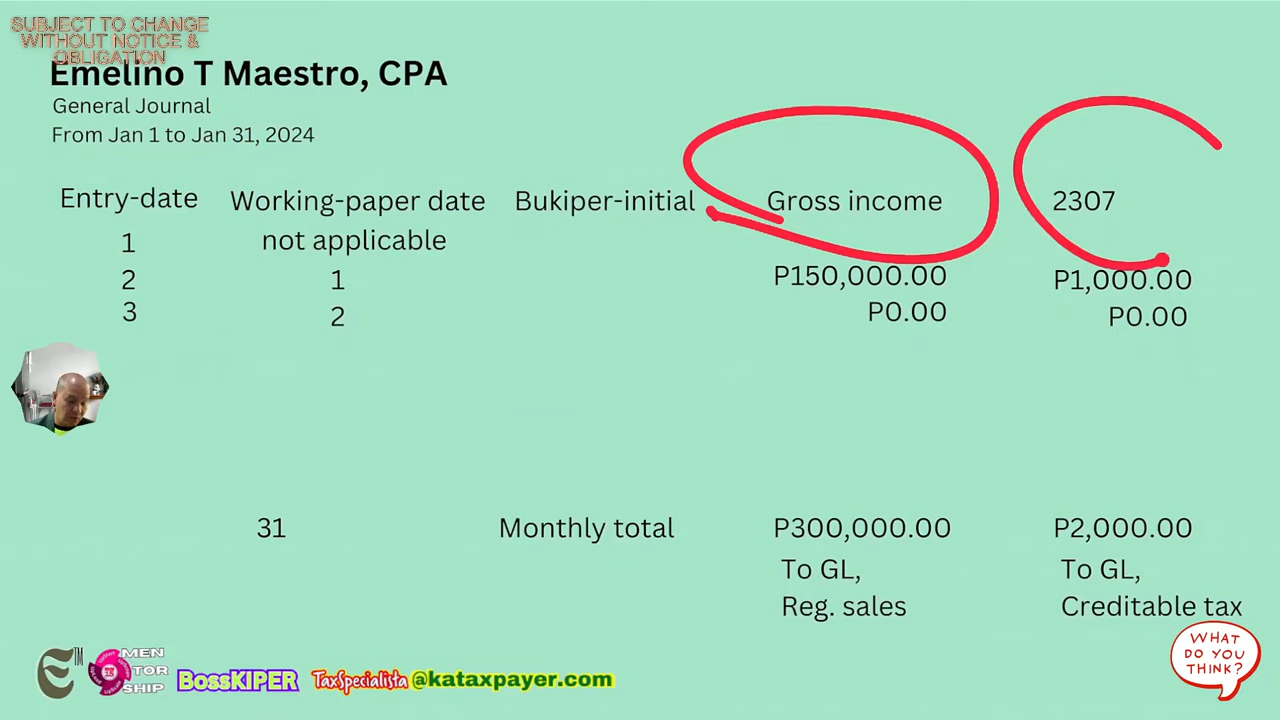 SUBJECT TO CHANGE
WITHOUT NOTICE &
OBLIGATION
Emelino T Maestro, CPA
General Journal
From Jan 1 to Jan 31, 2024
Entry-date Working-paper date Bukiper-initial Gross income 2307
1 not applicable
2 1 P150,000.00 P1,000.00
3 2 P0.00 P0.00
31 Monthly total P300,000.00 P2,000.00
To GL, To GL,
Reg. sales Creditable tax
WHAT
DO YOU
THINK?
MEN
TOR
SHIP
BossKIPER TaxSpecialista @kataxpayer.com